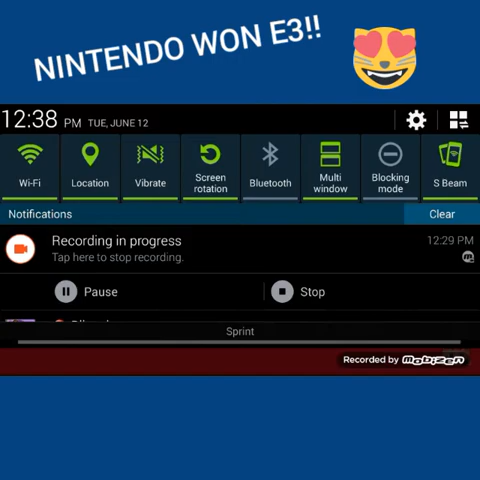 NINTENDO WON E3!!
12:38 PM TUE, JUNE 12
Wi-Fi
Location
Vibrate
Screen
rotation
Bluetooth
Multi
window
Blocking
mode
S Beam
Notifications
Clear
Recording in progress
12:29 PM
Tap here to stop recording.
Pause
Stop
Sprint
Recorded by mobizen